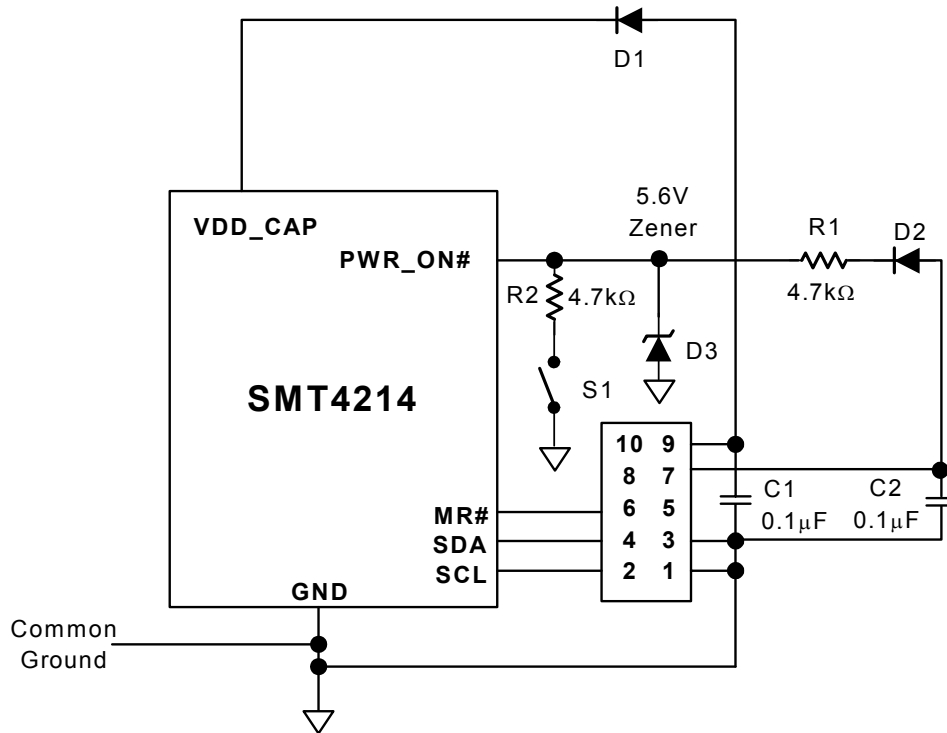 D1
VDD_CAP
5.6V
Zener
R1
D2
PWR_ON#
R2
4.7kΩ
4.7kΩ
D3
S1
SMT4214
10 9
8 7
6 5
4 3
2 1
C1
0.1μF
C2
0.1μF
MR#
SDA
SCL
GND
Common
Ground